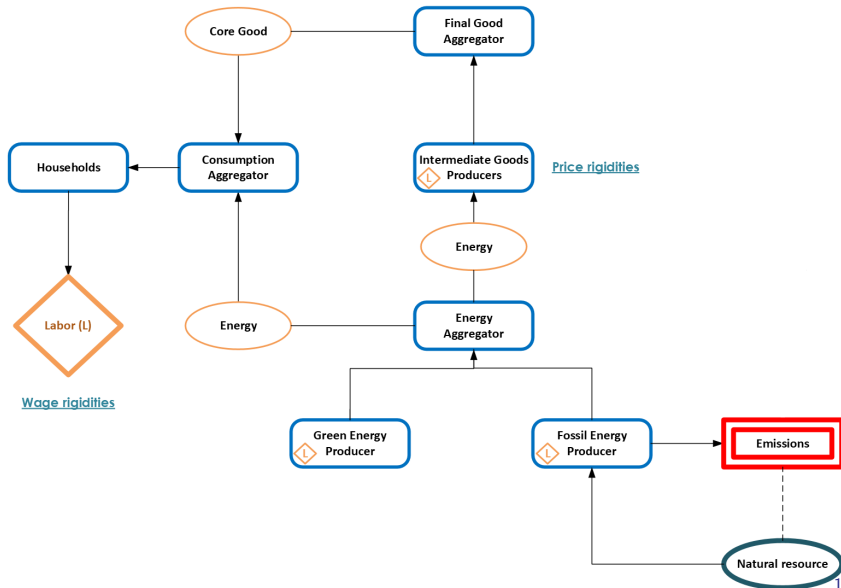 Core Good
Final Good
Aggregator
Households
Consumption
Aggregator
Intermediate Goods
Producers
L
Price rigidities
Energy
Labor (L)
Energy
Energy
Aggregator
Wage rigidities
Green Energy
Producer
L
Fossil Energy
Producer
L
Emissions
Natural resource
1